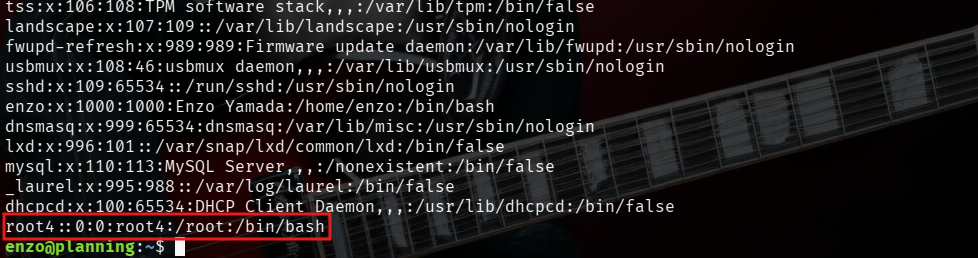 tss:x:106:108:TPM software stack,,,:/var/lib/tpm:/bin/false
landscape:x:107:109::/var/lib/landscape:/usr/sbin/nologin
fwupd-refresh:x:989:989:Firmware update daemon:/var/lib/fwupd:/usr/sbin/nologin
usbmux:x:108:46:usbmux daemon,,,:/var/lib/usbmux:/usr/sbin/nologin
sshd:x:109:65534::/run/sshd:/usr/sbin/nologin
enzo:x:1000:1000:Enzo Yamada:/home/enzo:/bin/bash
dnsmasq:x:999:65534:dnsmasq:/var/lib/misc:/usr/sbin/nologin
lxd:x:996:101::/var/snap/lxd/common/lxd:/bin/false
mysql:x:110:113:MySQL Server,,,:/nonexistent:/bin/false
_laurel:x:995:988::/var/log/laurel:/bin/false
dhcpcd:x:100:65534:DHCP Client Daemon,,,:/usr/lib/dhcpcd:/bin/false
root4::0:0:root4:/root:/bin/bash
enzo@planning:~$